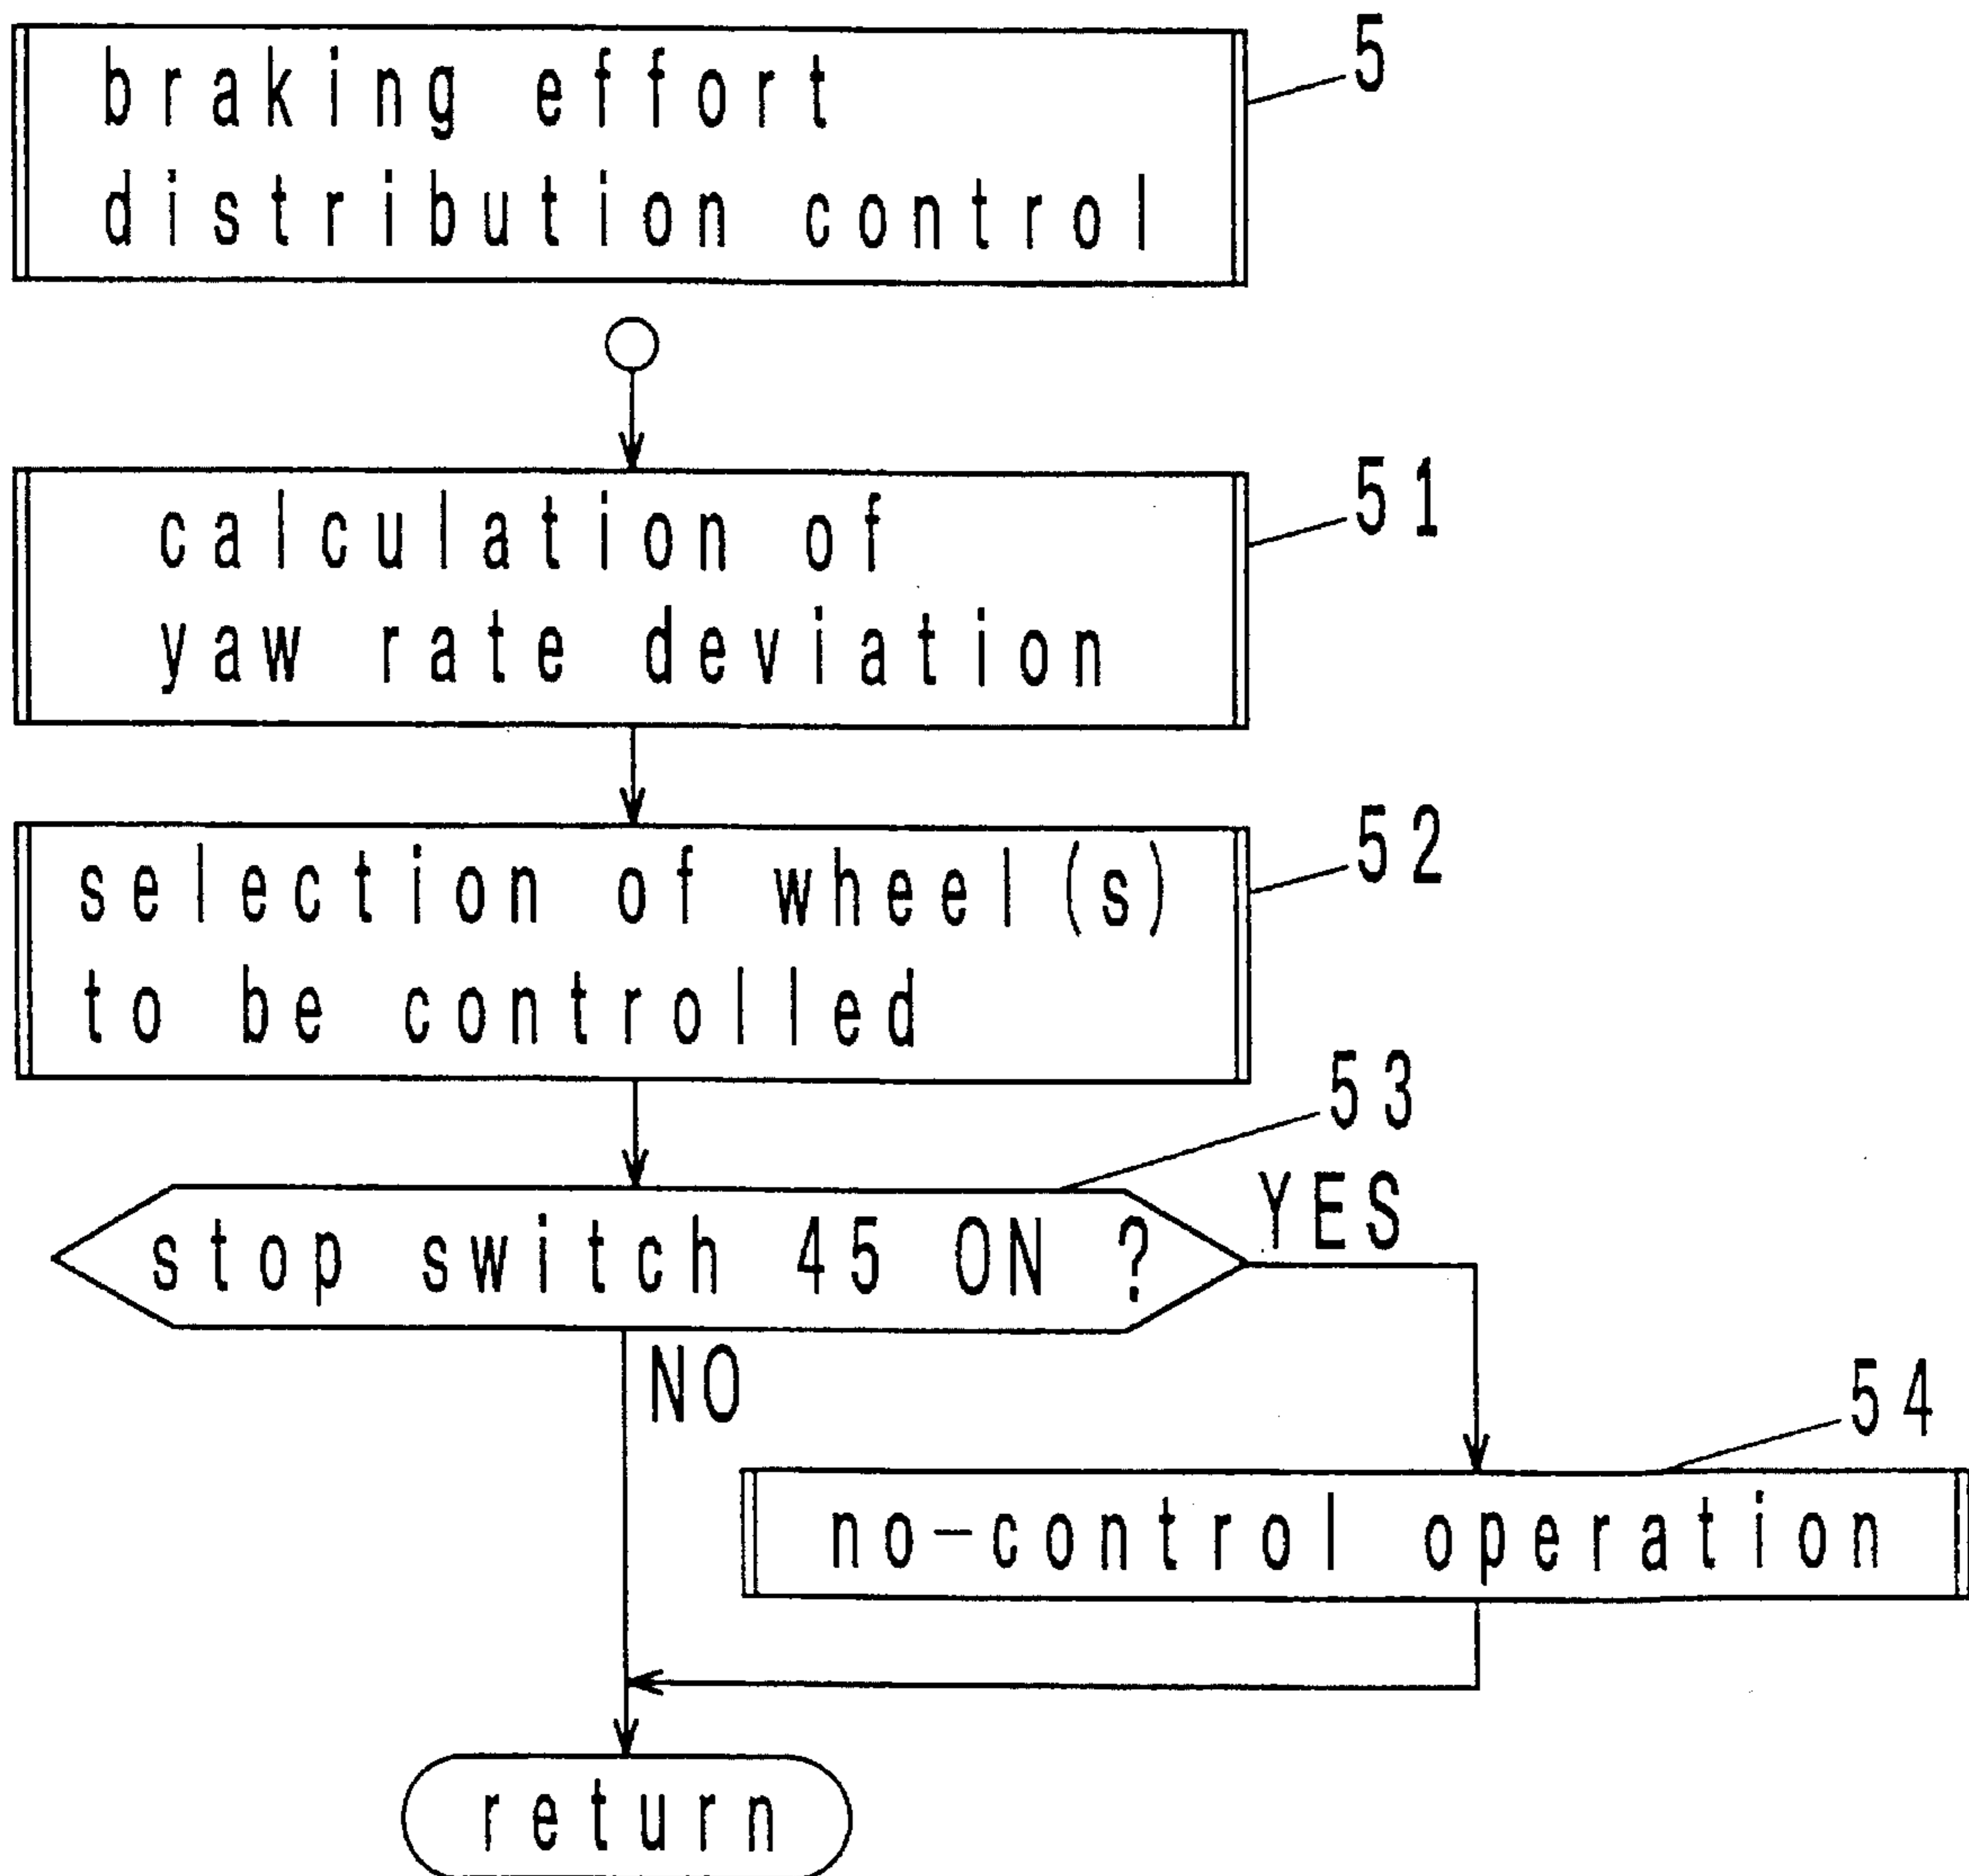 braking effort
distribution control
5
calculation of
yaw rate deviation
51
selection of wheel(s)
to be controlled
52
53
stop switch 45 ON ?
YES
NO
54
no-control operation
return